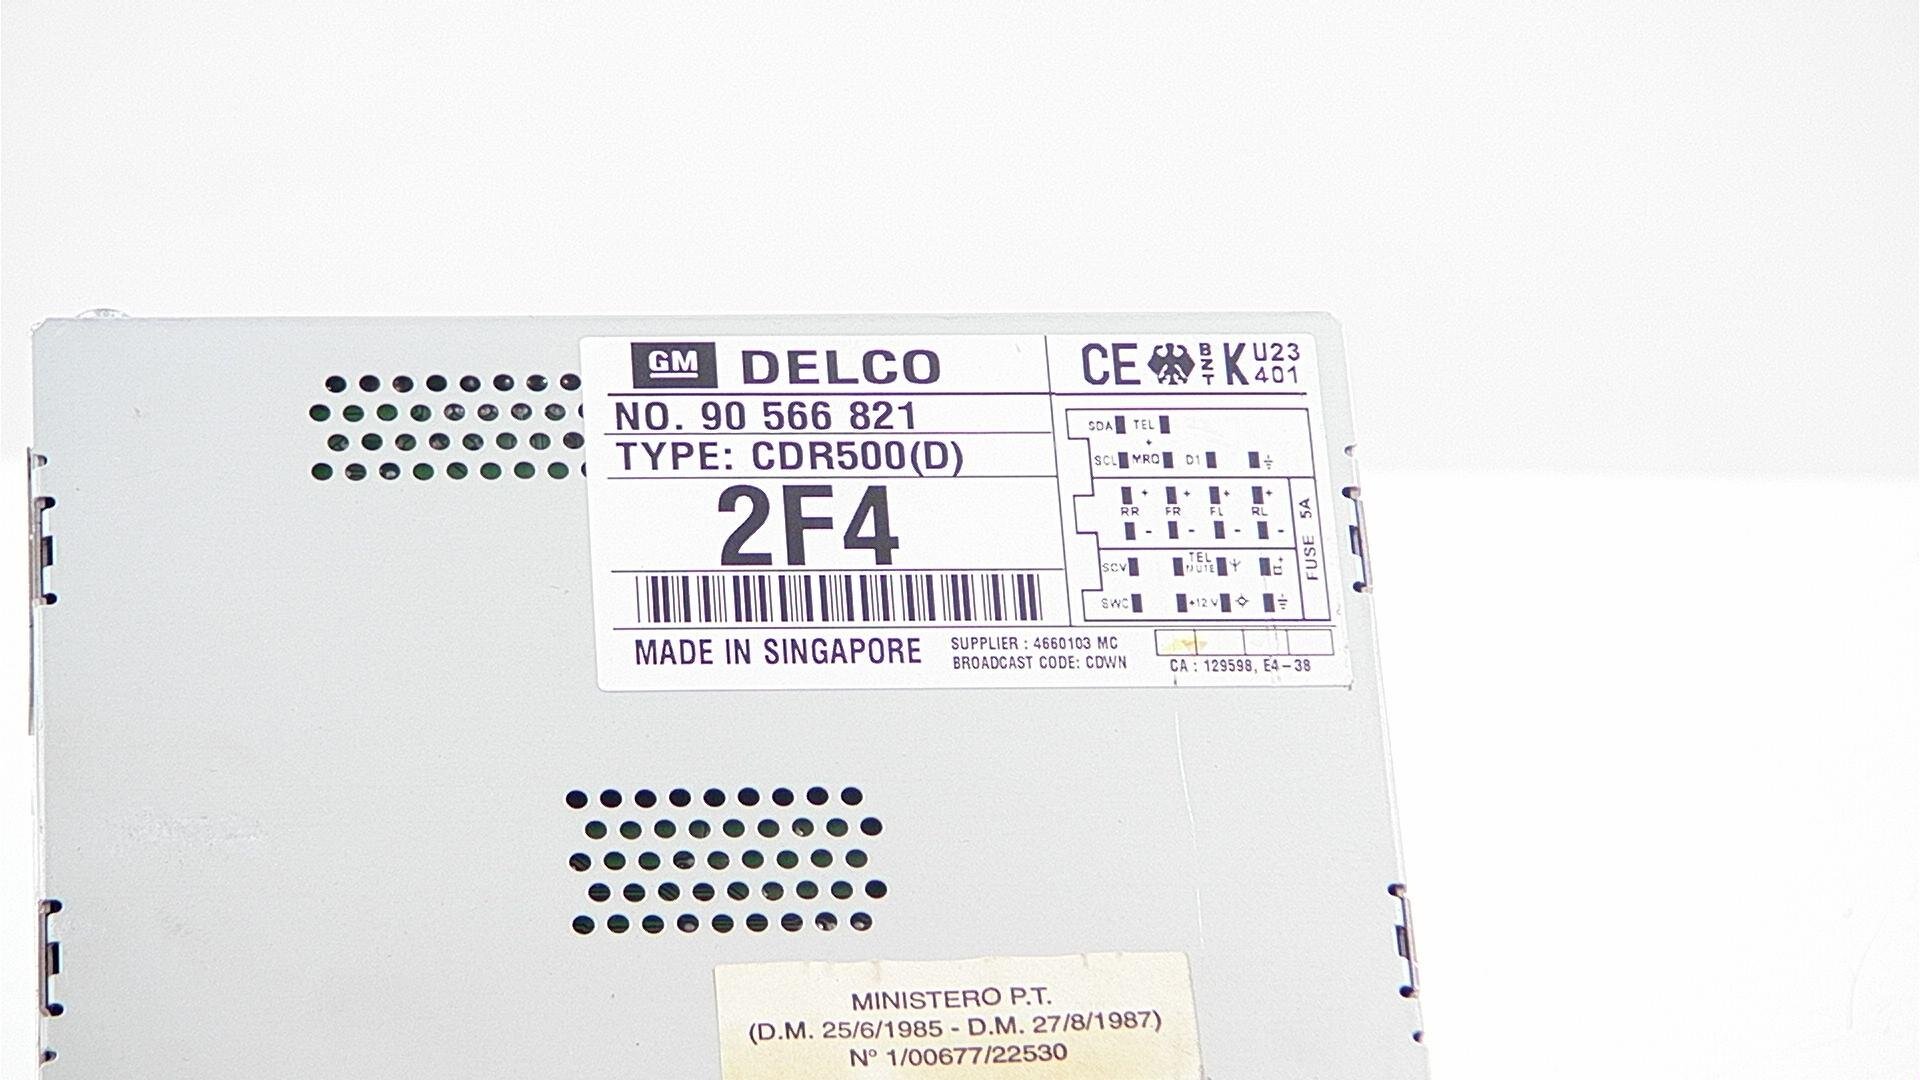 GM DELCO
CE BZT K U23 401
NO. 90 566 821
TYPE: CDR500(D)
2F4
SDA TEL
+
SCL MRQ D1
+ + + +
RR FR FL RL
- - - -
FUSE 5A
SCV TEL MUTE
SWC +12V
MADE IN SINGAPORE
SUPPLIER : 4660103 MC
BROADCAST CODE: CDWN
CA : 129598, E4-38
MINISTERO P.T.
(D.M. 25/6/1985 - D.M. 27/8/1987)
N° 1/00677/22530